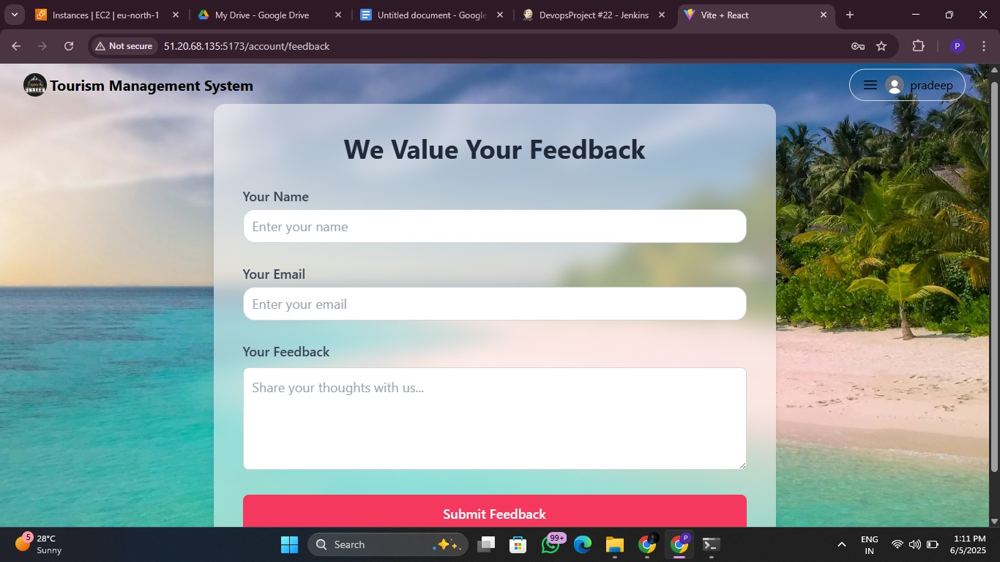 Instances | EC2 | eu-north-1
My Drive - Google Drive
Untitled document - Google
DevopsProject #22 - Jenkins
Vite + React
Not secure
51.20.68.135:5173/account/feedback
P
Tourism Management System
pradeep
We Value Your Feedback
Your Name
Enter your name
Your Email
Enter your email
Your Feedback
Share your thoughts with us...
Submit Feedback
5
28°C
Sunny
Search
99+
P
ENG
IN
1:11 PM
6/5/2025